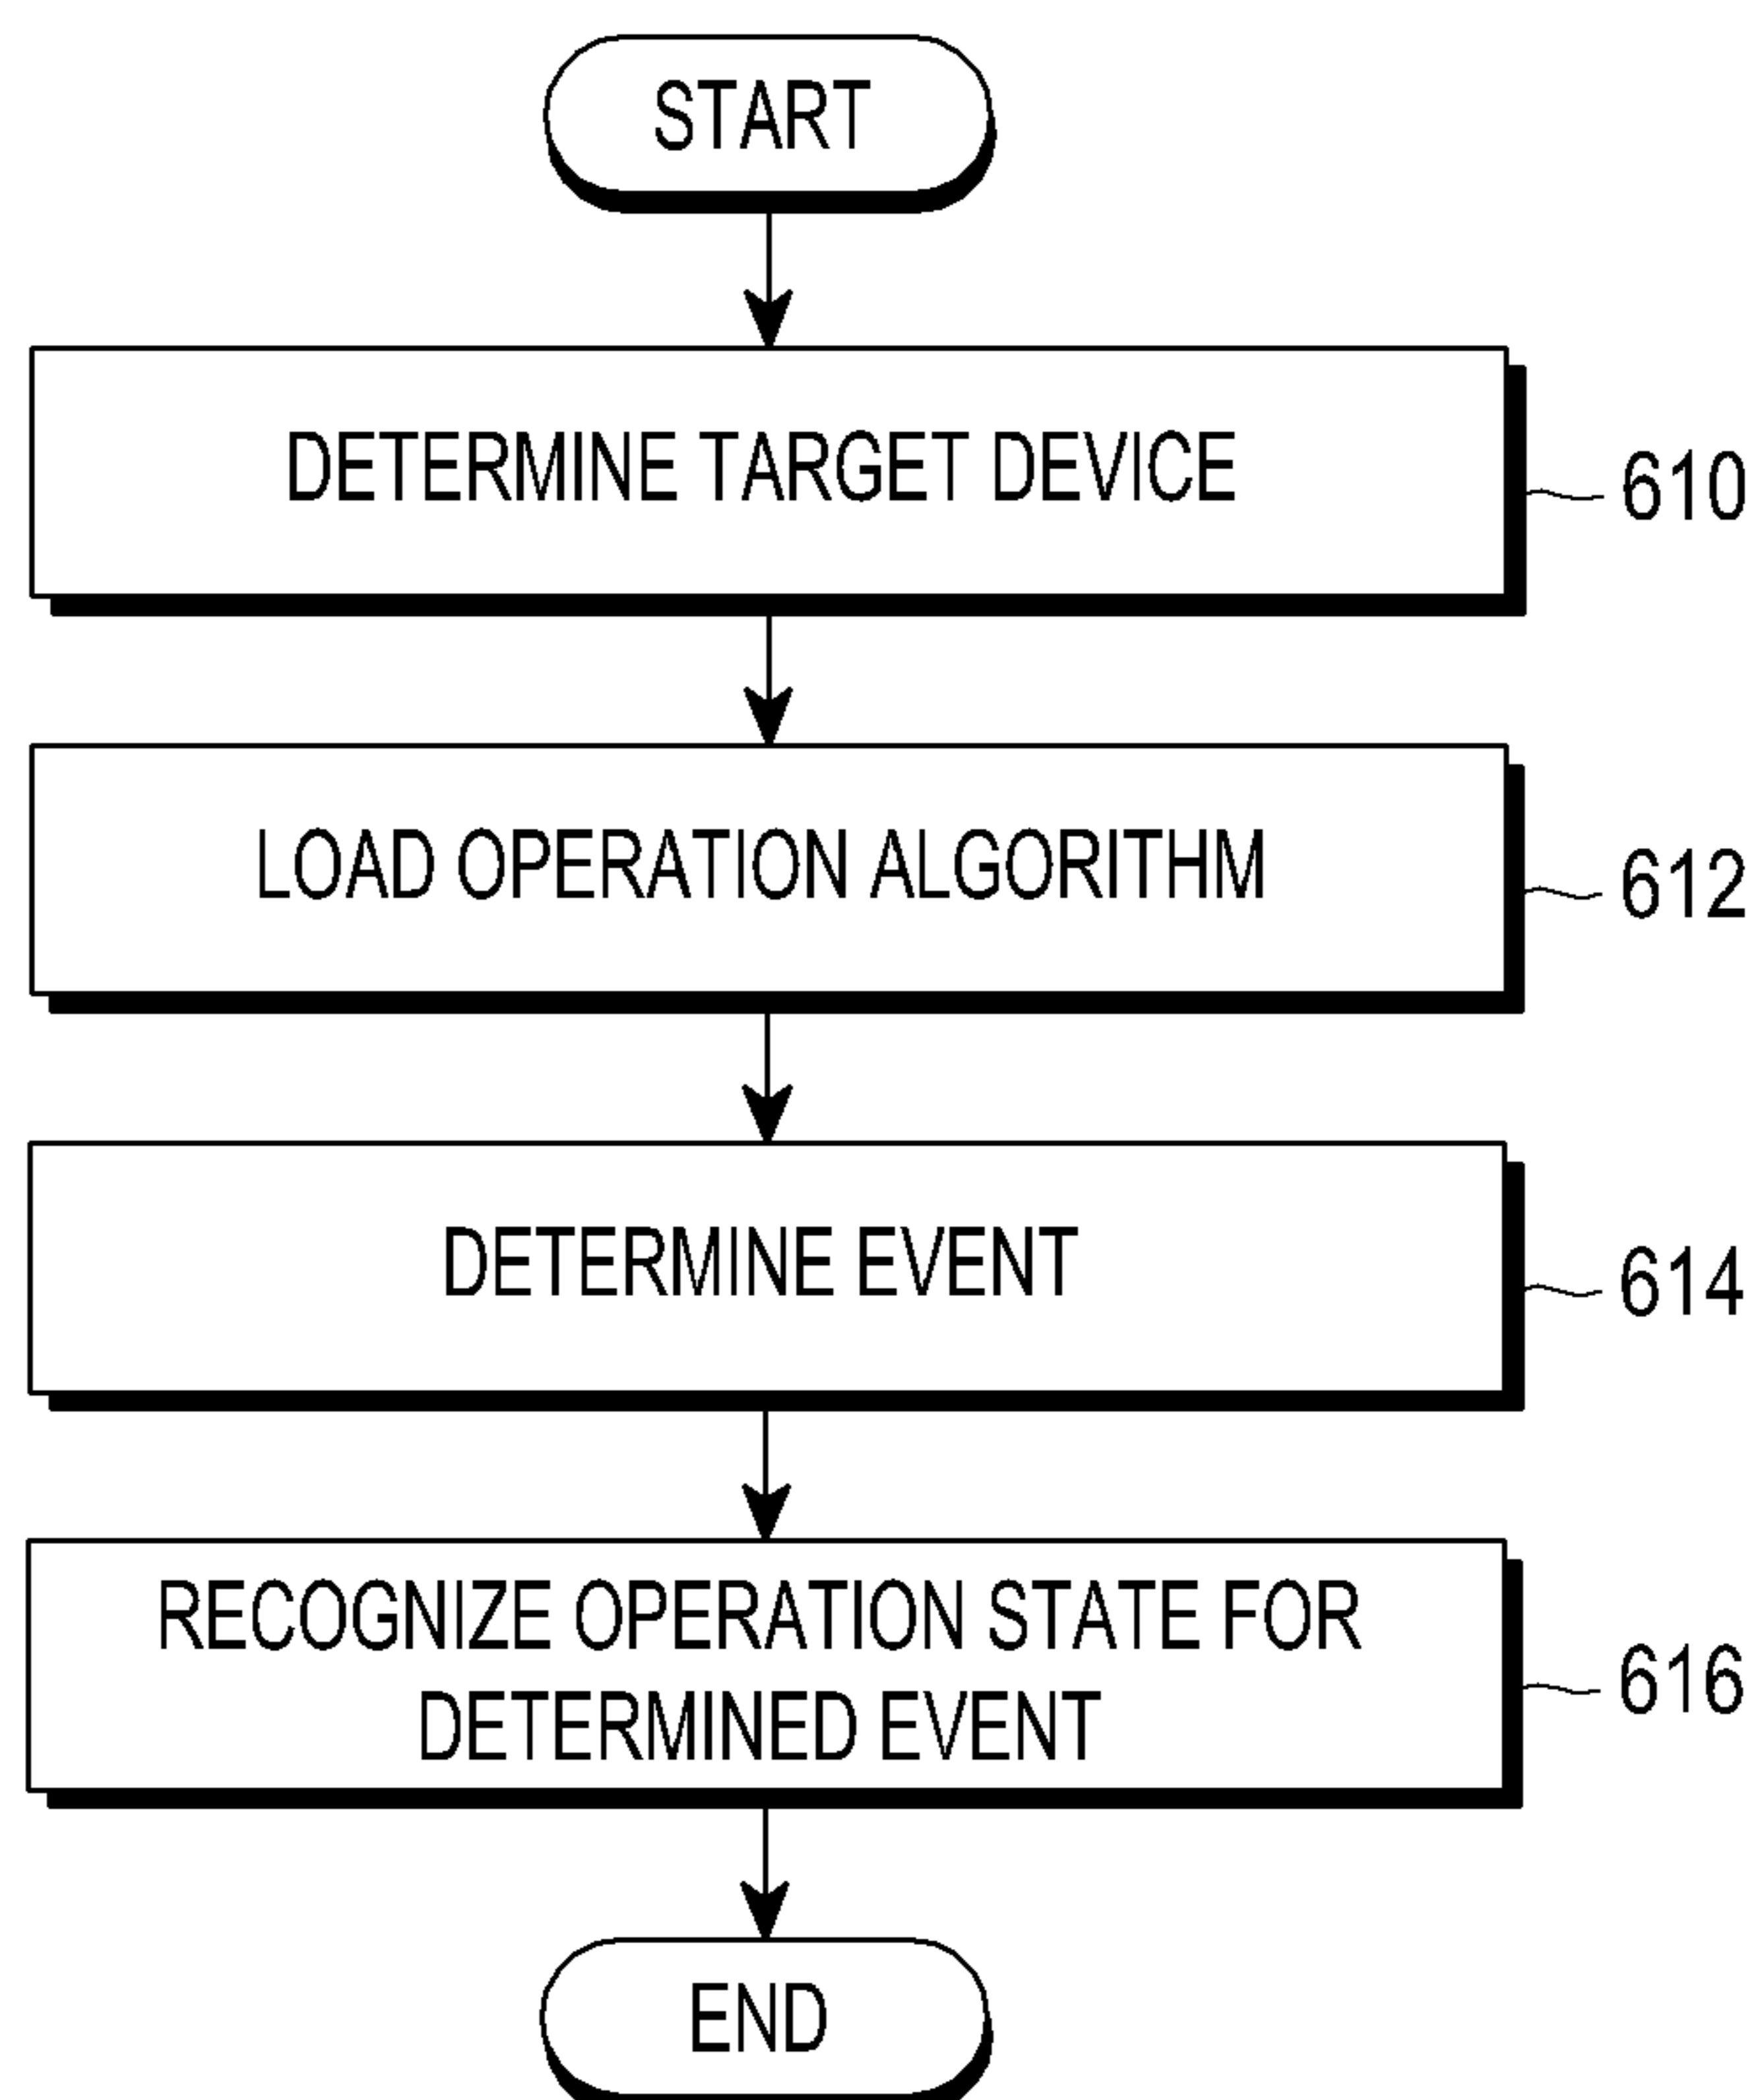 START
DETERMINE TARGET DEVICE
610
LOAD OPERATION ALGORITHM
612
DETERMINE EVENT
614
RECOGNIZE OPERATION STATE FOR
DETERMINED EVENT
616
END